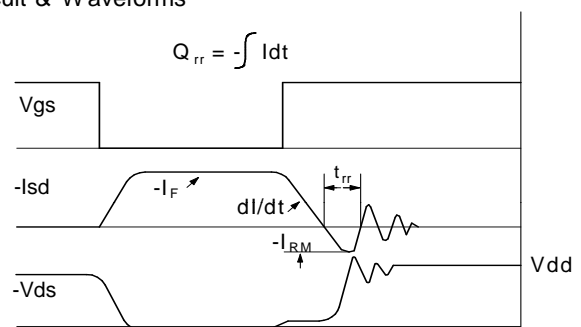 Q rr = -∫ Idt
Vgs
-Isd
-I F
dI/dt
t rr
-I RM
Vdd
-Vds